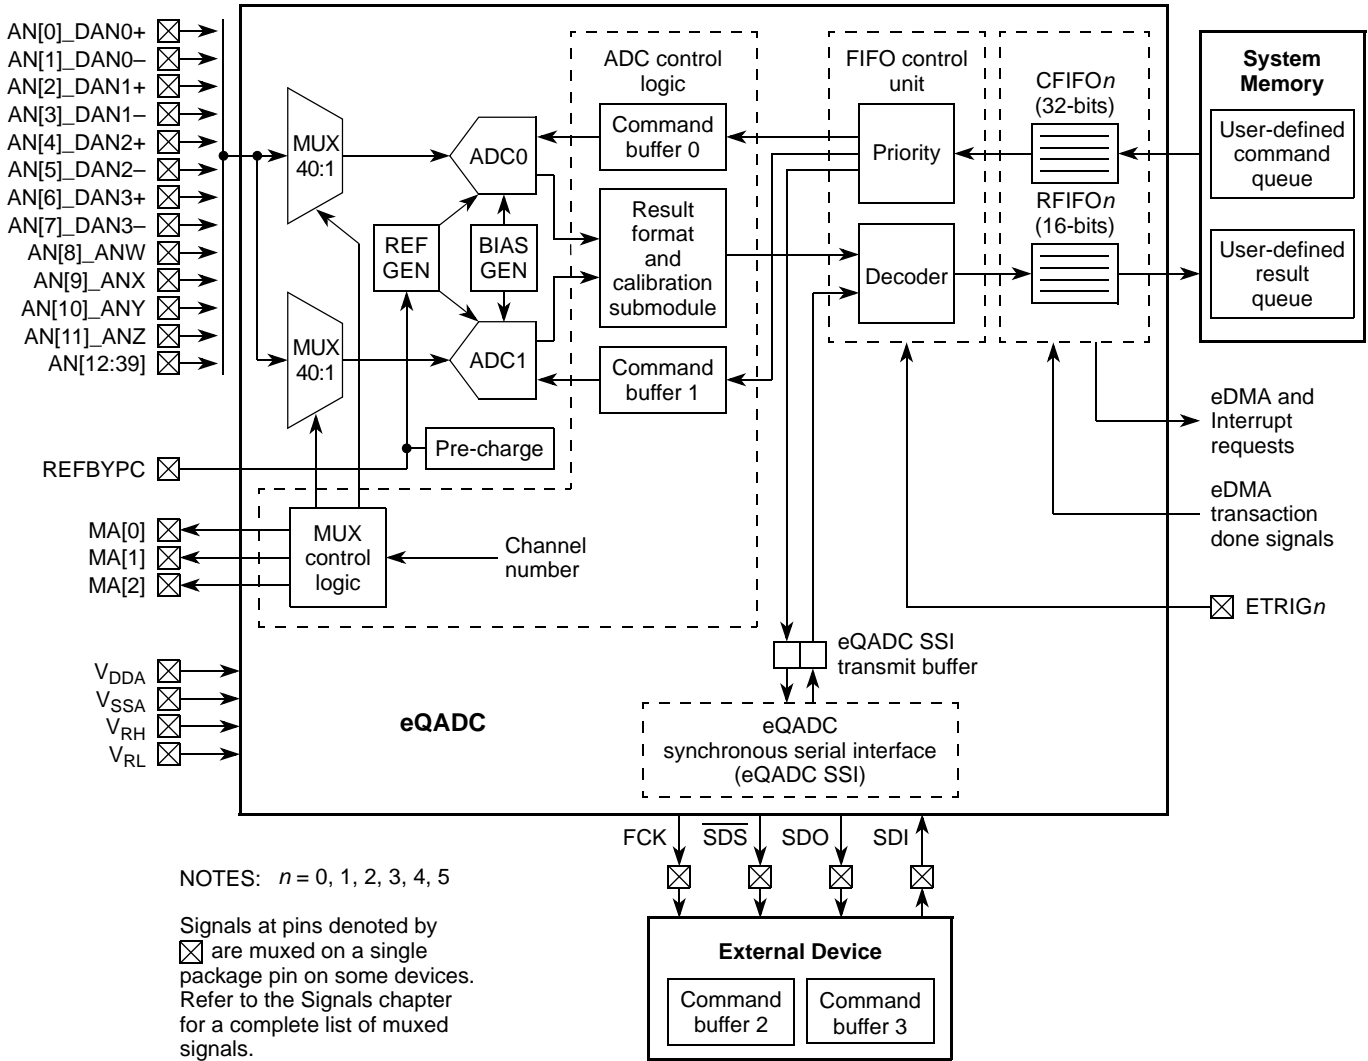 AN[0]_DAN0+
AN[1]_DAN0–
AN[2]_DAN1+
AN[3]_DAN1–
AN[4]_DAN2+
AN[5]_DAN2–
AN[6]_DAN3+
AN[7]_DAN3–
AN[8]_ANW
AN[9]_ANX
AN[10]_ANY
AN[11]_ANZ
AN[12:39]
REFBYPC
MA[0]
MA[1]
MA[2]
VDDA
VSSA
VRH
VRL
MUX
40:1
MUX
40:1
ADC0
ADC1
REF
GEN
BIAS
GEN
Pre-charge
MUX
control
logic
Channel
number
ADC control
logic
Command
buffer 0
Result
format
and
calibration
submodule
Command
buffer 1
FIFO control
unit
Priority
Decoder
CFIFOn
(32-bits)
RFIFOn
(16-bits)
System
Memory
User-defined
command
queue
User-defined
result
queue
eDMA and
Interrupt
requests
eDMA
transaction
done signals
ETRIGn
eQADC SSI
transmit buffer
eQADC
eQADC
synchronous serial interface
(eQADC SSI)
FCK
SDS
SDO
SDI
External Device
Command
buffer 2
Command
buffer 3
NOTES: n = 0, 1, 2, 3, 4, 5
Signals at pins denoted by
are muxed on a single
package pin on some devices.
Refer to the Signals chapter
for a complete list of muxed
signals.